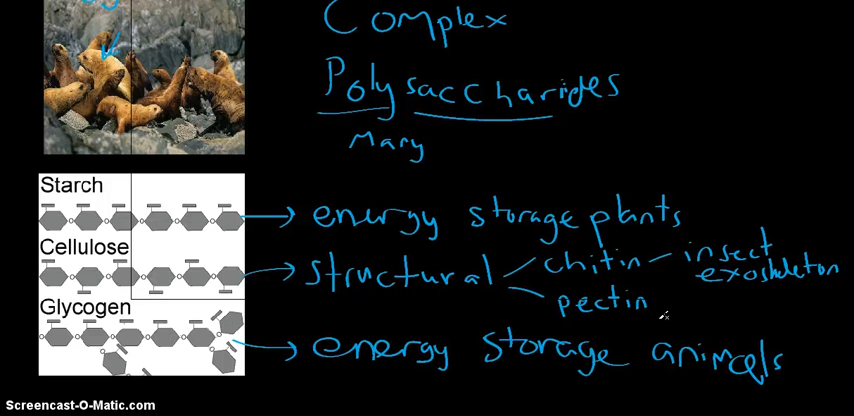 Complex
Polysaccharides
Many
Starch
energy storage plants
Cellulose
structural
chitin – insect
exoskeleton
pectin
Glycogen
energy storage animals
Screencast-O-Matic.com